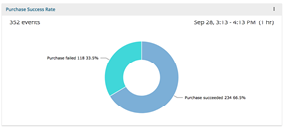 Purchase Success Rate
352 events
Sep 28, 3:13 - 4:13 PM (1 hr)
Purchase failed 118 33.5%
Purchase succeeded 234 66.5%